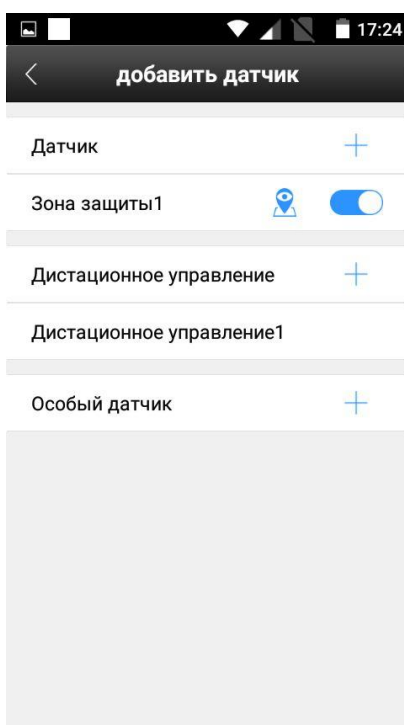 17:24
добавить датчик
Датчик
Зона защиты1
Дистационное управление
Дистационное управление1
Особый датчик